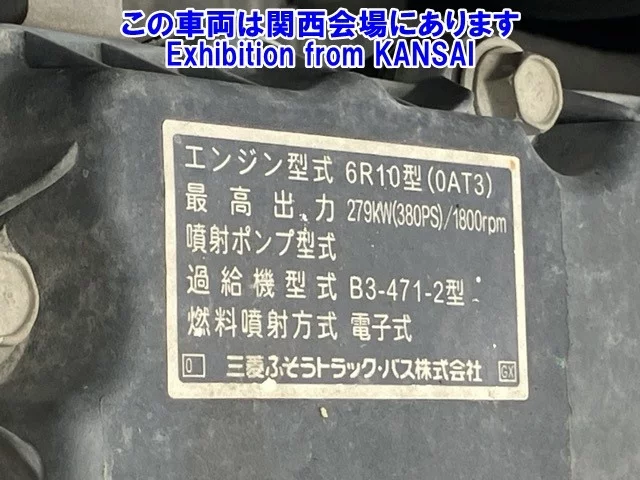 この車両は関西会場にあります
Exhibition from KANSAI
エンジン型式 6R10型(0AT3)
最高出力 279kW(380PS)/1800rpm
噴射ポンプ型式
過給機型式 B3-471-2型
燃料噴射方式 電子式
0 三菱ふそうトラック・バス株式会社 GX